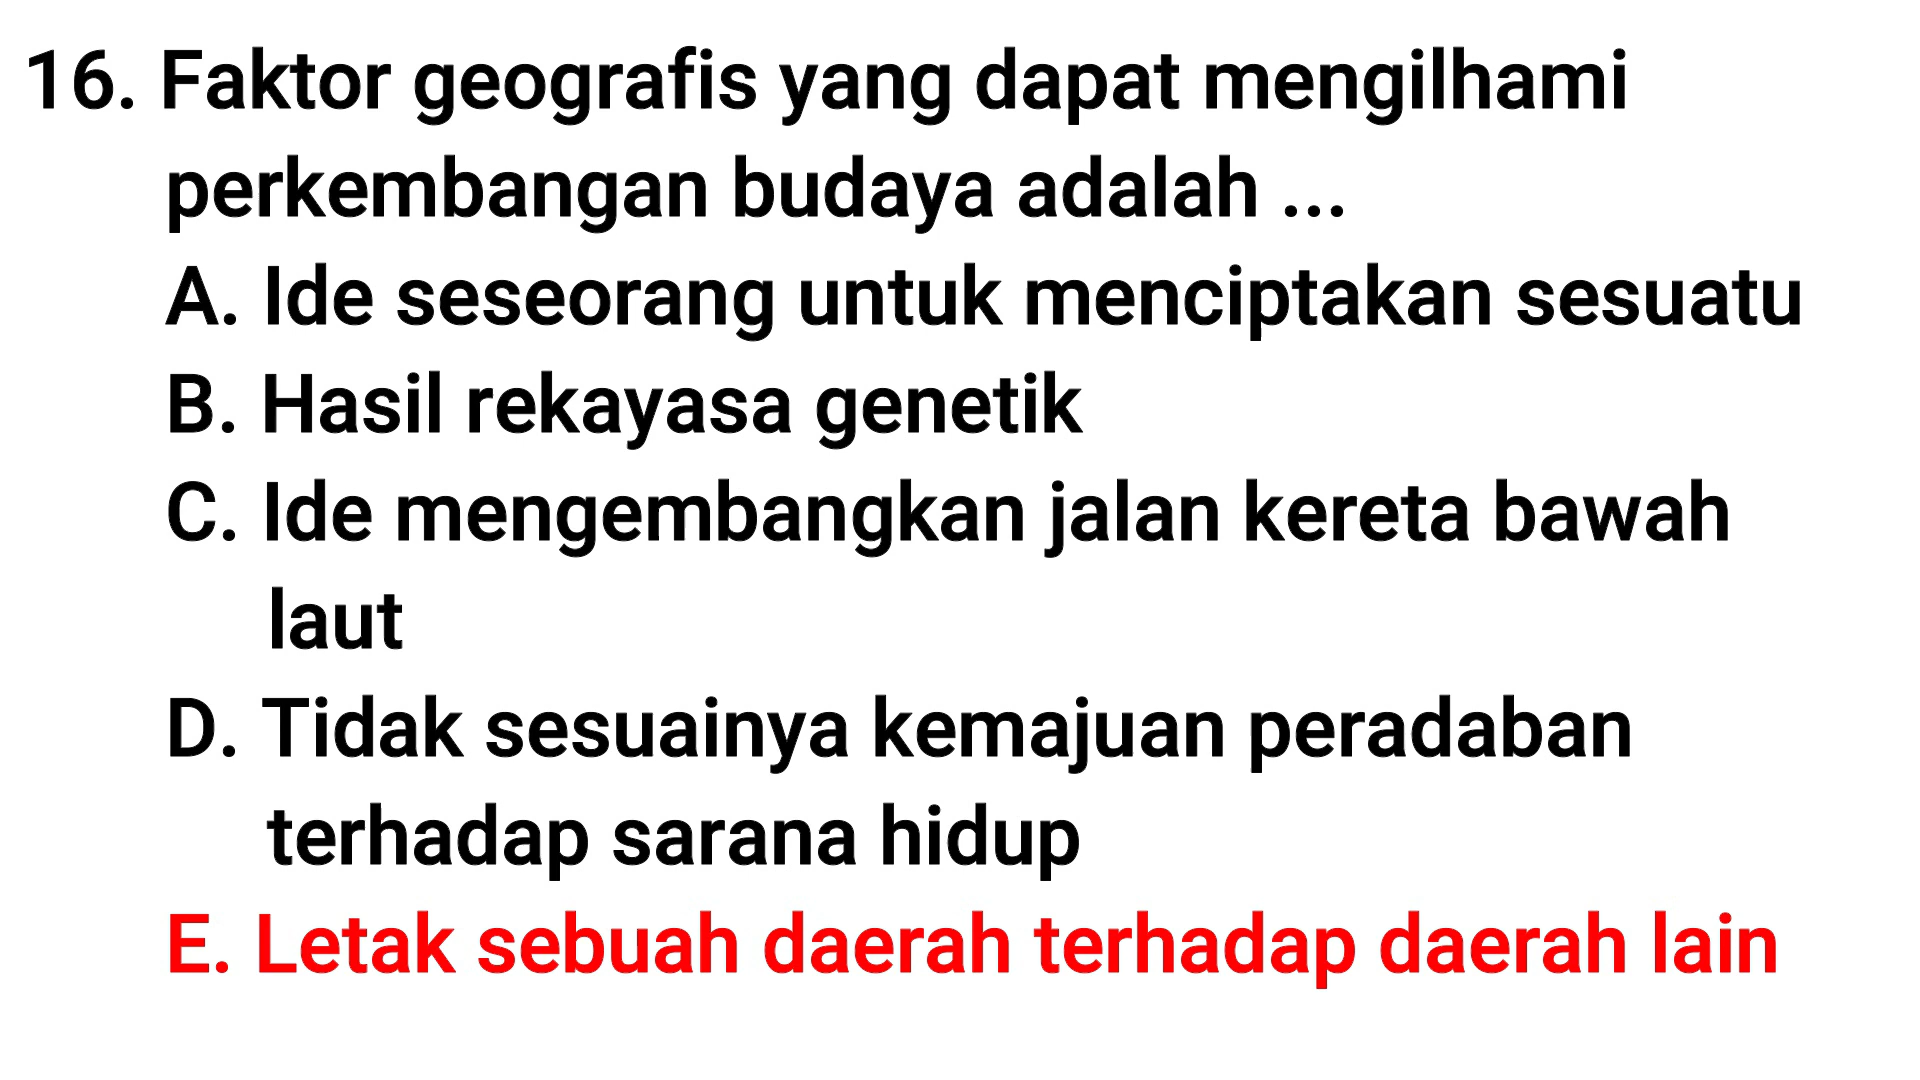 16. Faktor geografis yang dapat mengilhami
perkembangan budaya adalah ...
A. Ide seseorang untuk menciptakan sesuatu
B. Hasil rekayasa genetik
C. Ide mengembangkan jalan kereta bawah
laut
D. Tidak sesuainya kemajuan peradaban
terhadap sarana hidup
E. Letak sebuah daerah terhadap daerah lain